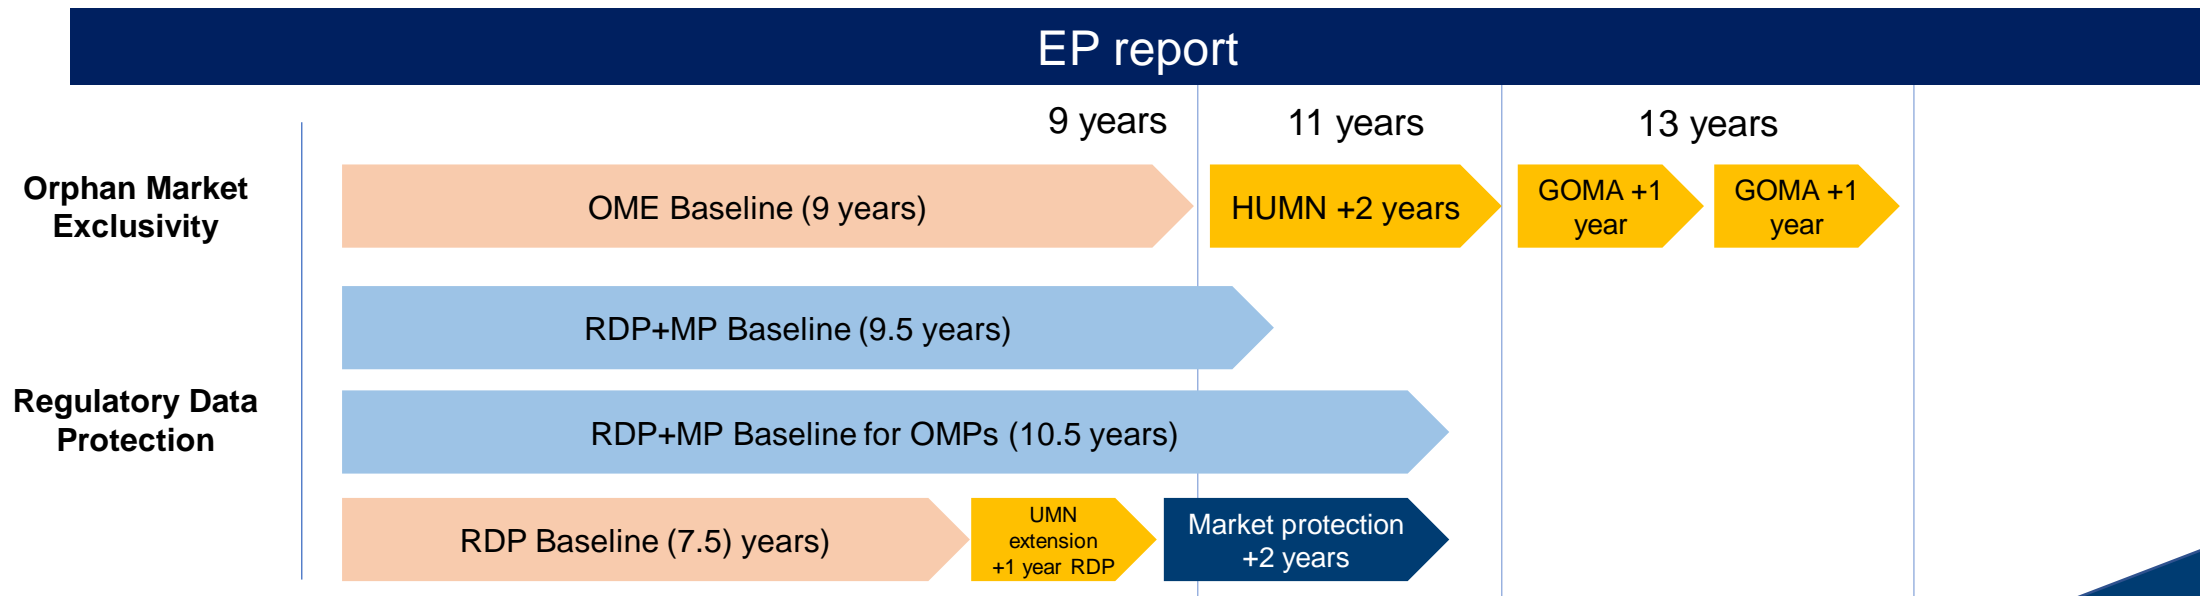 EP report
9 years
11 years
13 years
Orphan Market
Exclusivity
OME Baseline (9 years)
HUMN +2 years
GOMA +1
year
GOMA +1
year
RDP+MP Baseline (9.5 years)
Regulatory Data
Protection
RDP+MP Baseline for OMPs (10.5 years)
RDP Baseline (7.5) years)
UMN
extension
+1 year RDP
Market protection
+2 years